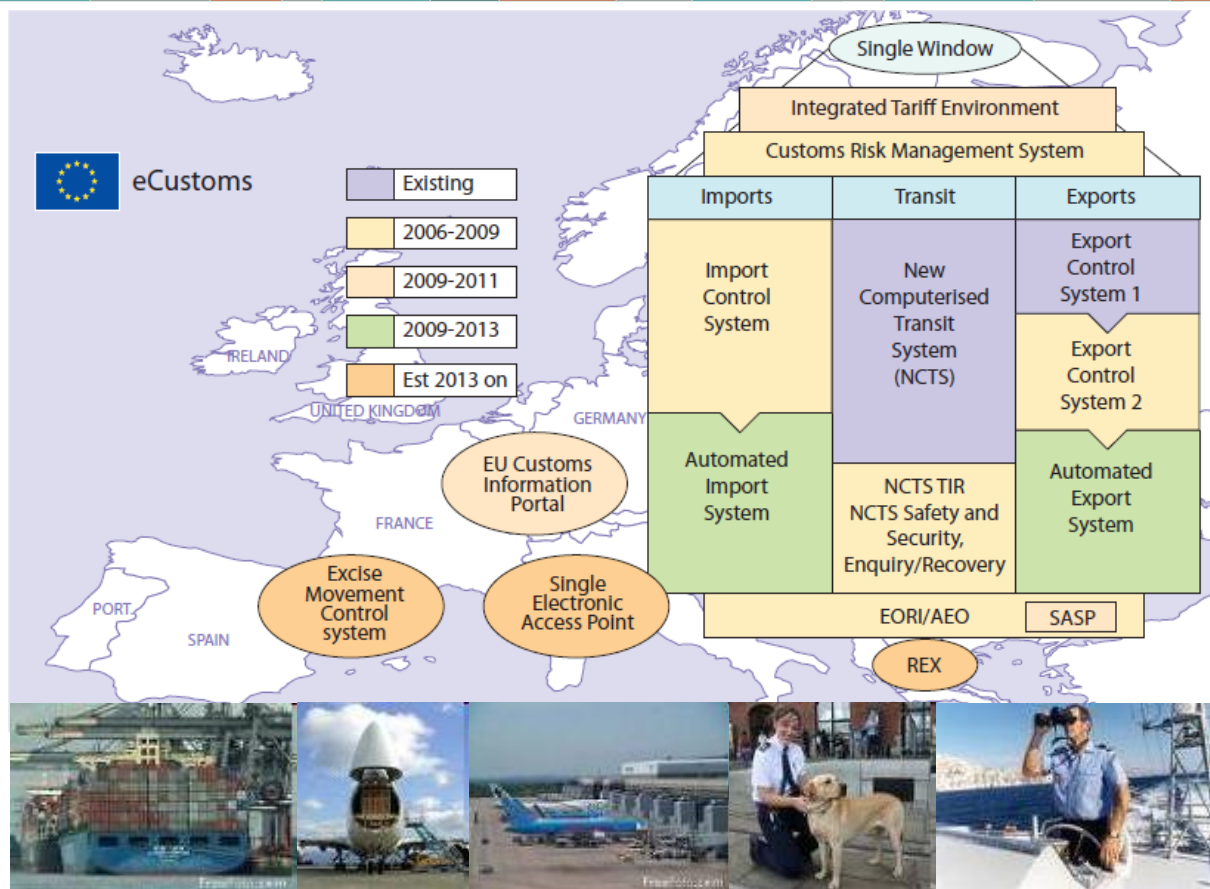 Single Window
Integrated Tariff Environment
Customs Risk Management System
eCustoms
Existing
2006-2009
2009-2011
2009-2013
Est 2013 on
Imports
Transit
Exports
Import
Control
System
New
Computerised
Transit
System
(NCTS)
Export
Control
System 1
Export
Control
System 2
Automated
Import
System
NCTS TIR
NCTS Safety and
Security,
Enquiry/Recovery
Automated
Export
System
EORI/AEO
SASP
REX
IRELAND
UNITED KINGDOM
GERMANY
EU Customs
Information
Portal
FRANCE
Excise
Movement
Control
system
Single
Electronic
Access Point
PORT.
SPAIN
freefoto.com
freefoto.com